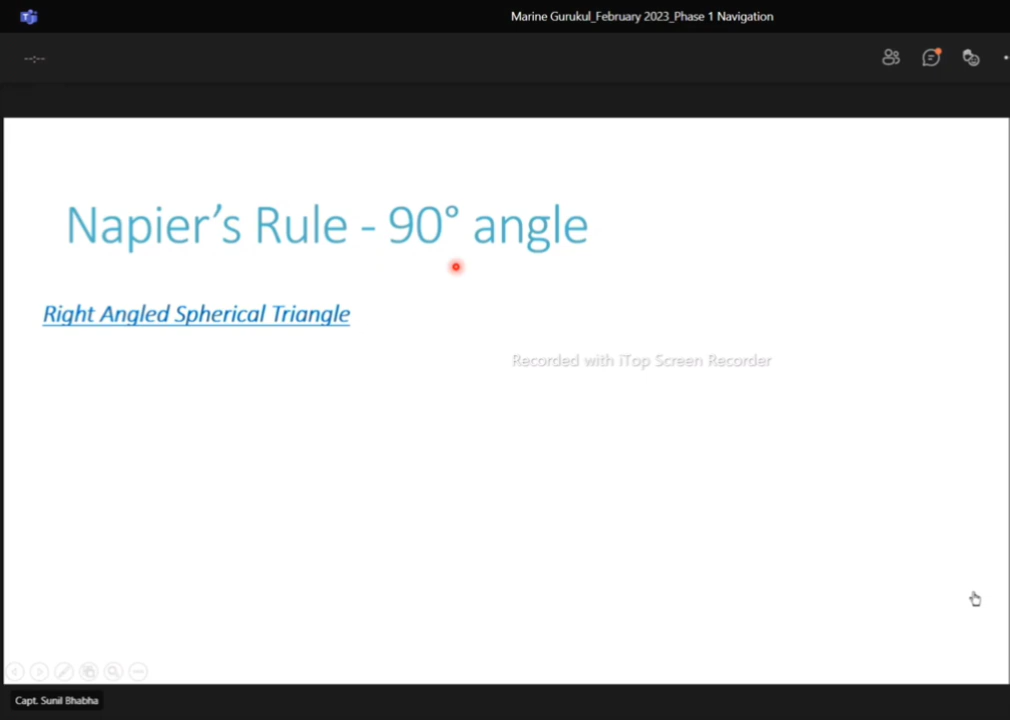 Marine Gurukul_February 2023_Phase 1 Navigation
--:--
Napier's Rule - 90° angle
Right Angled Spherical Triangle
Recorded with iTop Screen Recorder
Capt. Sunil Bhabha